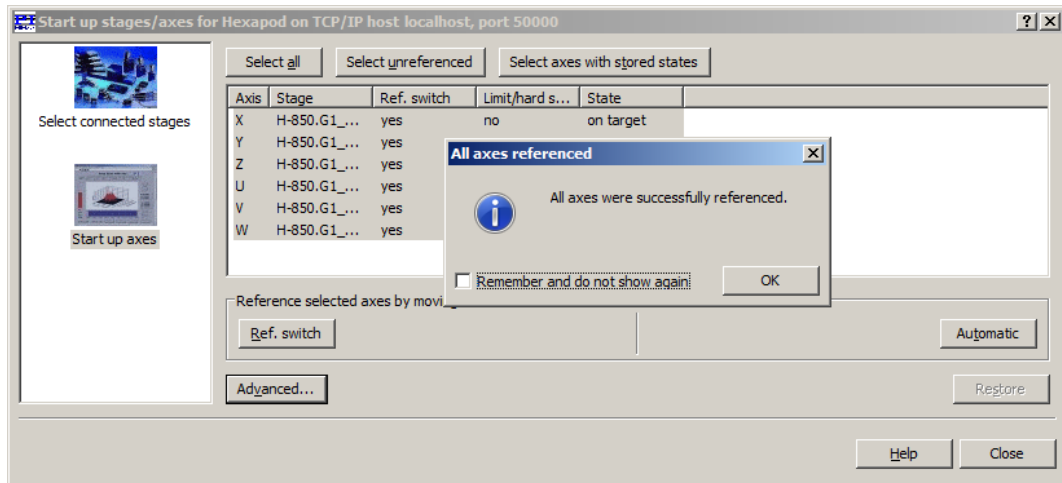 Start up stages/axes for Hexapod on TCP/IP host localhost, port 50000
Select connected stages
Start up axes
Select all Select unreferenced Select axes with stored states
Axis Stage Ref. switch Limit/hard s... State
X H-850.G1_... yes no on target
Y H-850.G1_... yes
Z H-850.G1_... yes
U H-850.G1_... yes
V H-850.G1_... yes
W H-850.G1_... yes
All axes referenced
All axes were successfully referenced.
Remember and do not show again OK
Reference selected axes by movi
Ref. switch Automatic
Advanced... Restore
Help Close